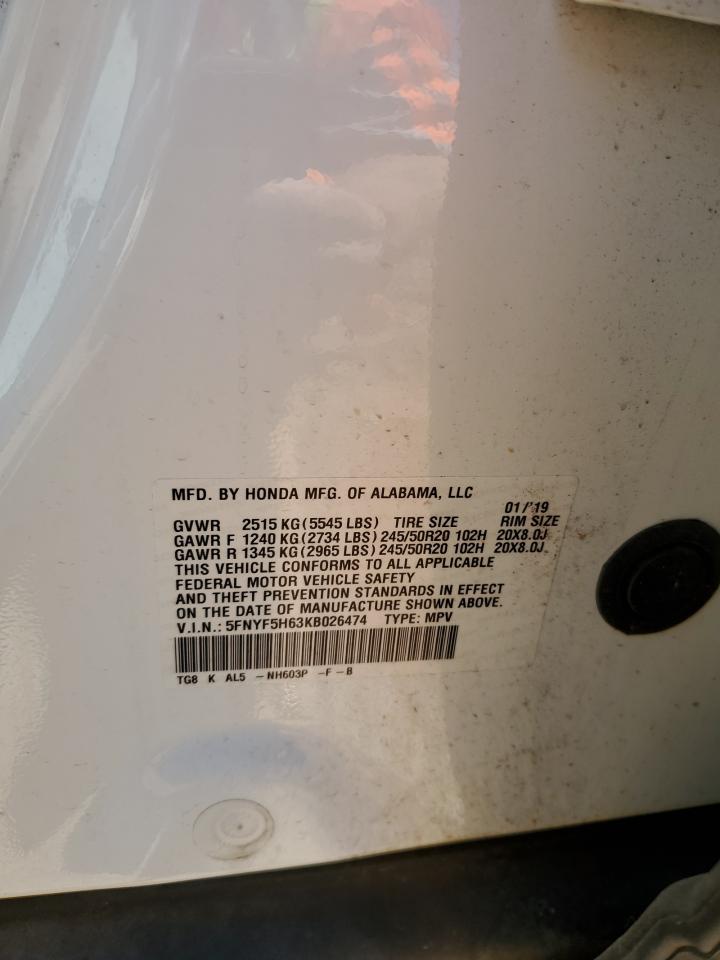 MFD. BY HONDA MFG. OF ALABAMA, LLC
01/'19
GVWR 2515 KG (5545 LBS) TIRE SIZE RIM SIZE
GAWR F 1240 KG (2734 LBS) 245/50R20 102H 20X8.0J
GAWR R 1345 KG (2965 LBS) 245/50R20 102H 20X8.0J
THIS VEHICLE CONFORMS TO ALL APPLICABLE
FEDERAL MOTOR VEHICLE SAFETY
AND THEFT PREVENTION STANDARDS IN EFFECT
ON THE DATE OF MANUFACTURE SHOWN ABOVE.
V.I.N.: 5FNYF5H63KB026474 TYPE: MPV
TG8 K AL5 -NH603P -F -B